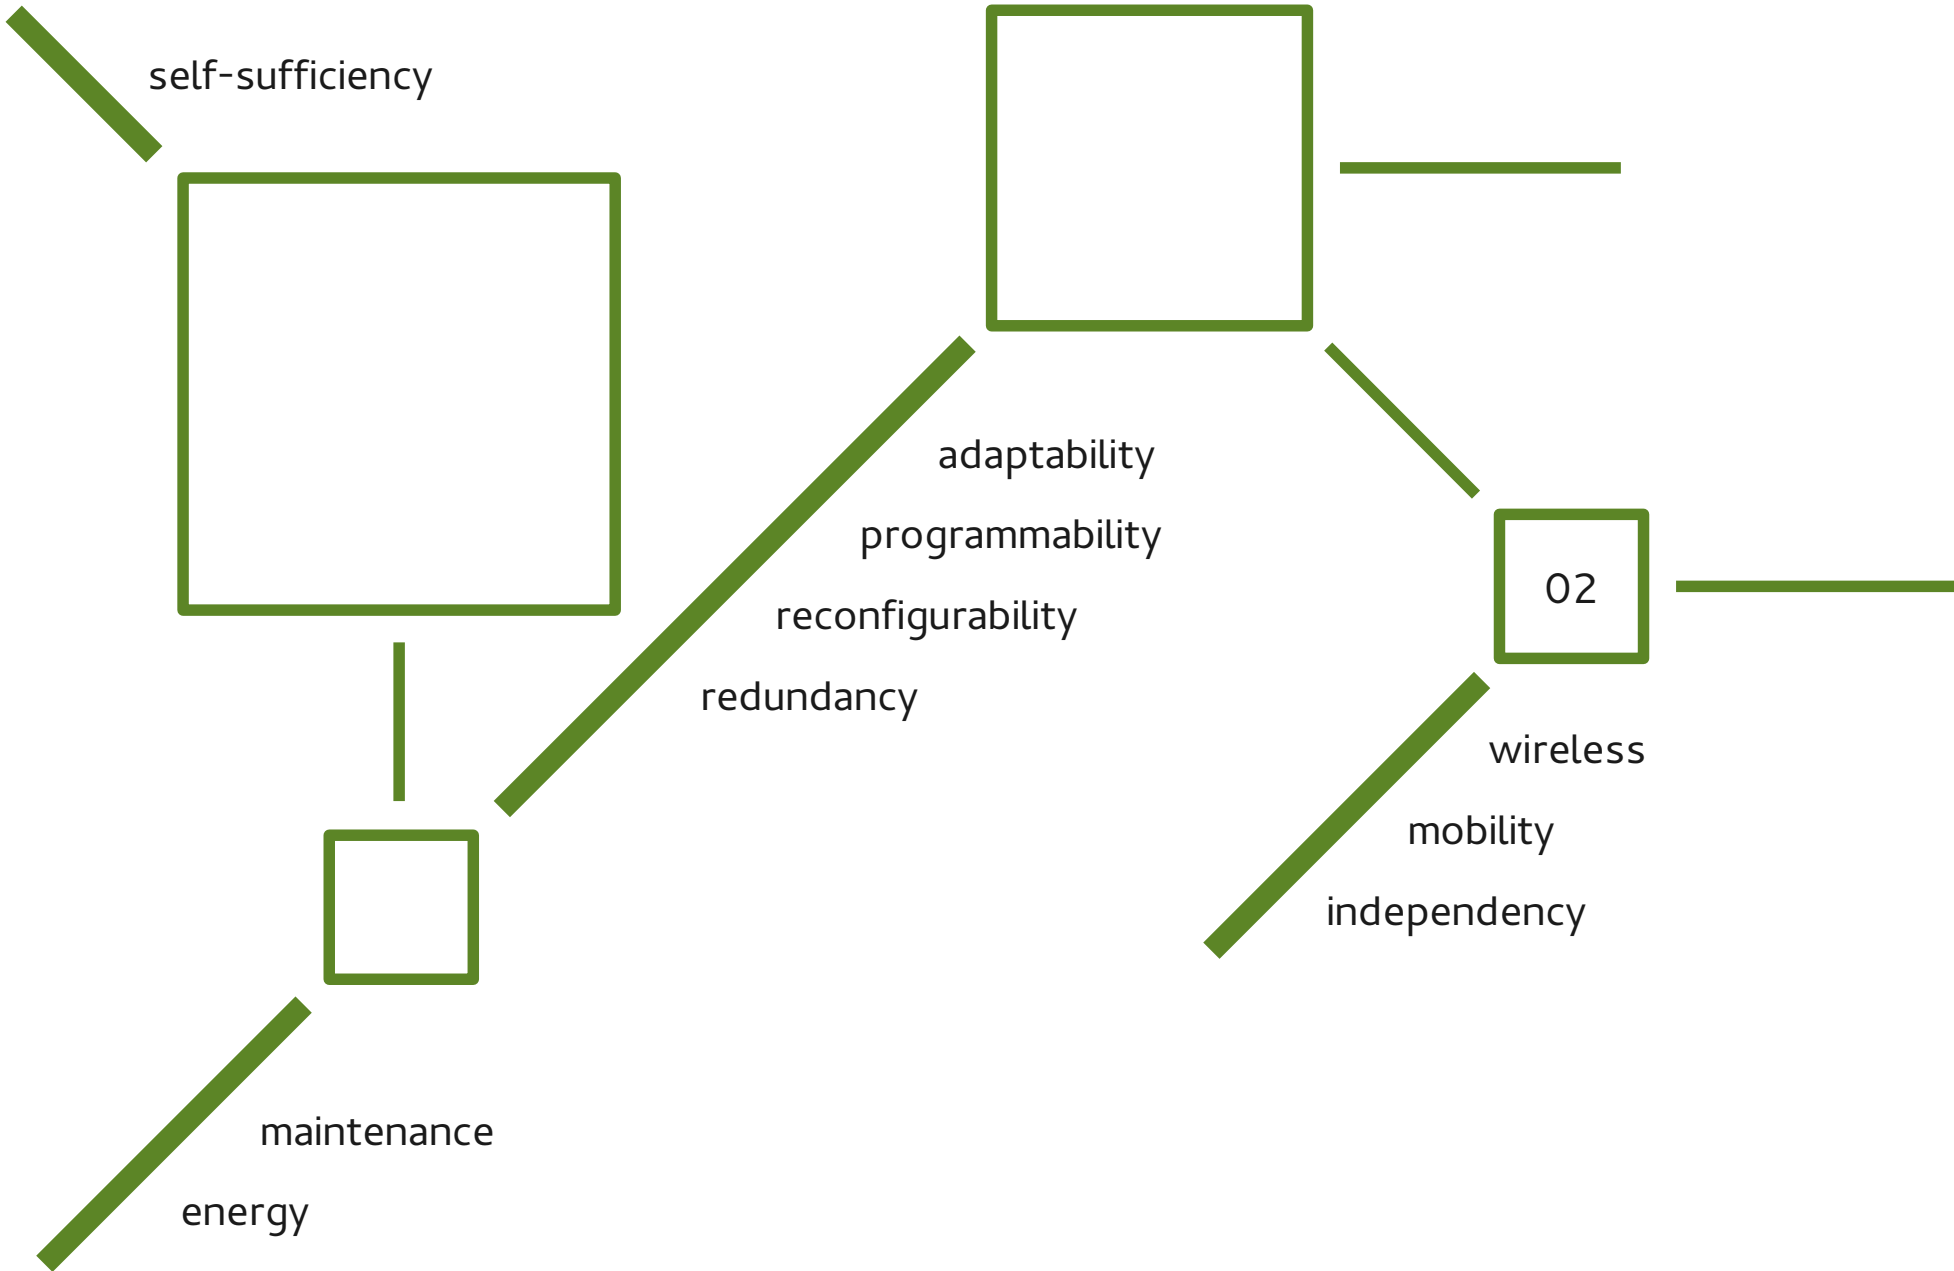 self-sufficiency
adaptability
programmability
reconfigurability
redundancy
02
wireless
mobility
independency
maintenance
energy